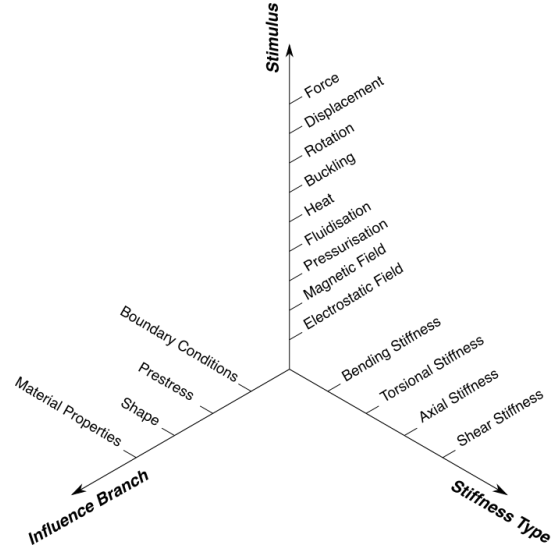 Stimulus
Force
Displacement
Rotation
Buckling
Heat
Fluidisation
Pressurisation
Magnetic Field
Electrostatic Field
Boundary Conditions
Prestress
Shape
Material Properties
Influence Branch
Bending Stiffness
Torsional Stiffness
Axial Stiffness
Shear Stiffness
Stiffness Type